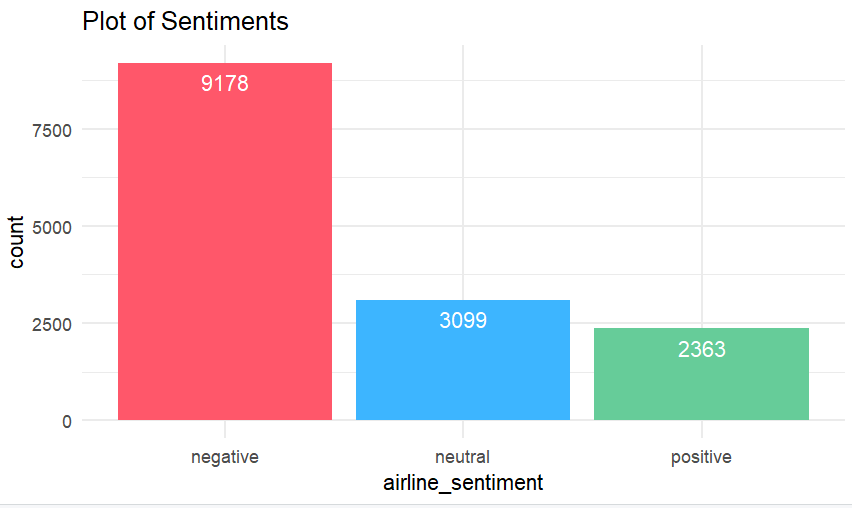 Plot of Sentiments
count
7500
5000
2500
0
9178
3099
2363
negative
neutral
positive
airline_sentiment